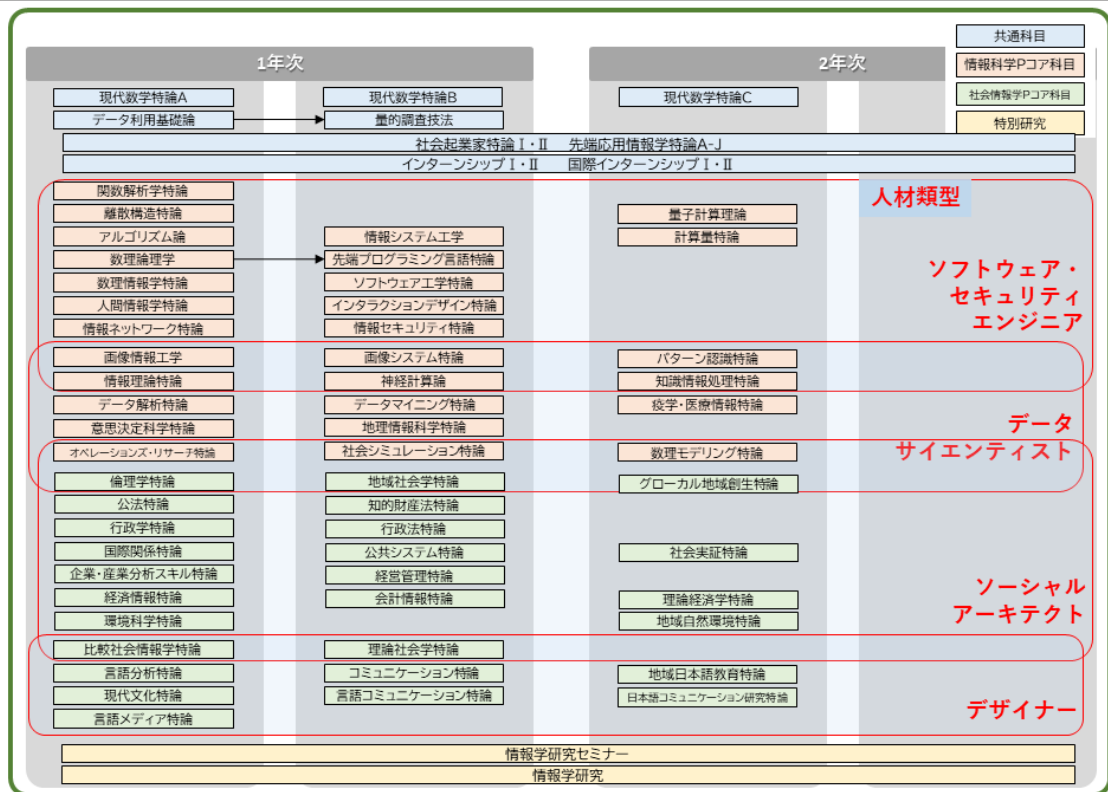 共通科目
1年次
2年次
情報科学Pコア科目
社会情報学Pコア科目
特別研究
現代数学特論A
現代数学特論B
現代数学特論C
データ利用基礎論
量的調査技法
社会起業家特論Ⅰ・Ⅱ 先端応用情報学特論A-J
インターンシップⅠ・Ⅱ 国際インターンシップⅠ・Ⅱ
人材類型
関数解析学特論
離散構造特論
量子計算理論
アルゴリズム論
情報システム工学
計算量特論
数理論理学
先端プログラミング言語特論
数理情報学特論
ソフトウェア工学特論
人間情報学特論
インタラクションデザイン特論
情報ネットワーク特論
情報セキュリティ特論
ソフトウェア・
セキュリティ
エンジニア
画像情報工学
画像システム特論
パターン認識特論
情報理論特論
神経計算論
知識情報処理特論
データ解析特論
データマイニング特論
疫学・医療情報特論
意思決定科学特論
地理情報科学特論
オペレーションズ・リサーチ特論
社会シミュレーション特論
数理モデリング特論
データ
サイエンティスト
倫理学特論
地域社会学特論
グローカル地域創生特論
公法特論
知的財産法特論
行政学特論
行政法特論
国際関係特論
公共システム特論
社会実証特論
企業・産業分析スキル特論
経営管理特論
経済情報特論
会計情報特論
理論経済学特論
環境科学特論
地域自然環境特論
ソーシャル
アーキテクト
比較社会情報学特論
理論社会学特論
言語分析特論
コミュニケーション特論
地域日本語教育特論
現代文化特論
言語コミュニケーション特論
日本語コミュニケーション研究特論
言語メディア特論
デザイナー
情報学研究セミナー
情報学研究